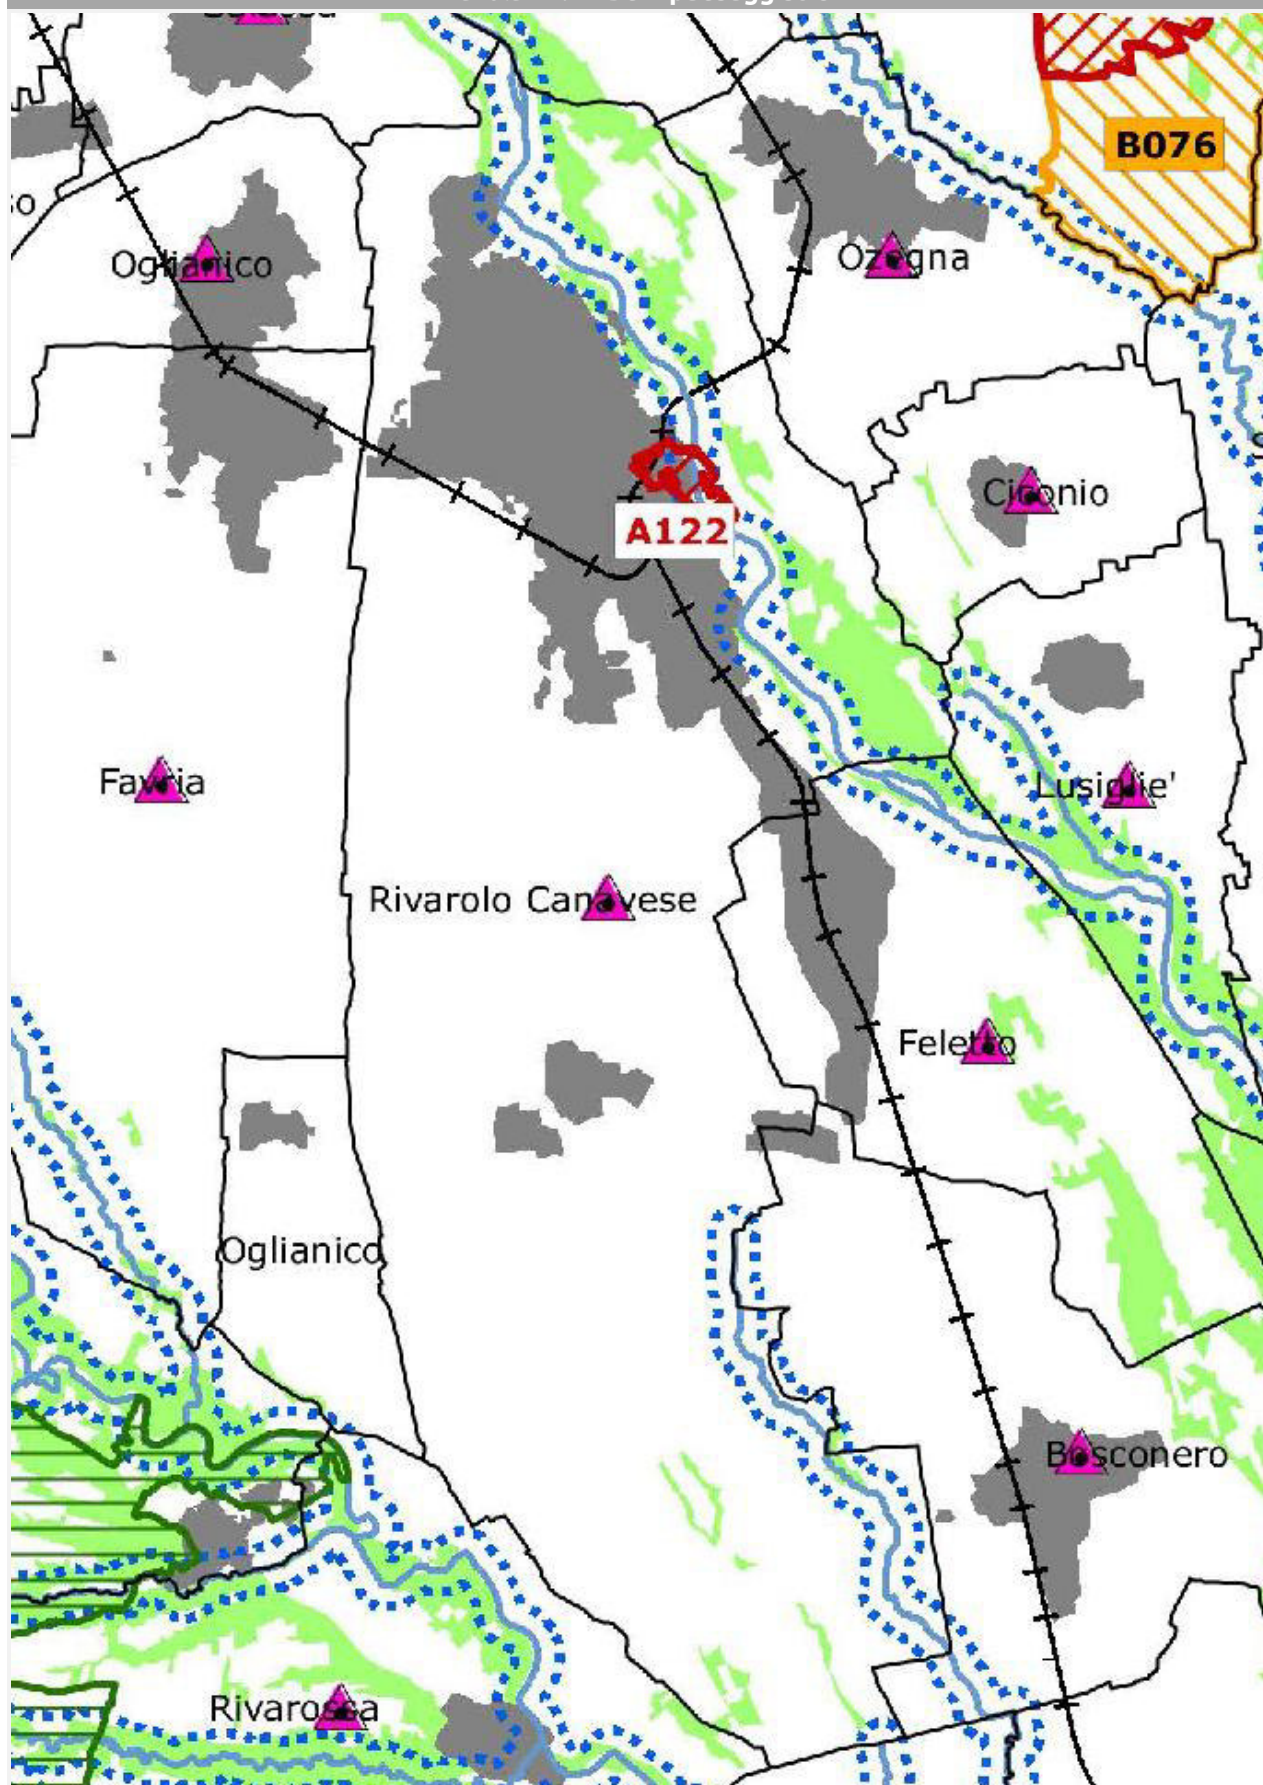 B076
Oglianico
Ozegna
Ciconio
A122
Favria
Lusiglie'
Rivarolo Canavese
Feletto
Oglianico
Bosconero
Rivarossa